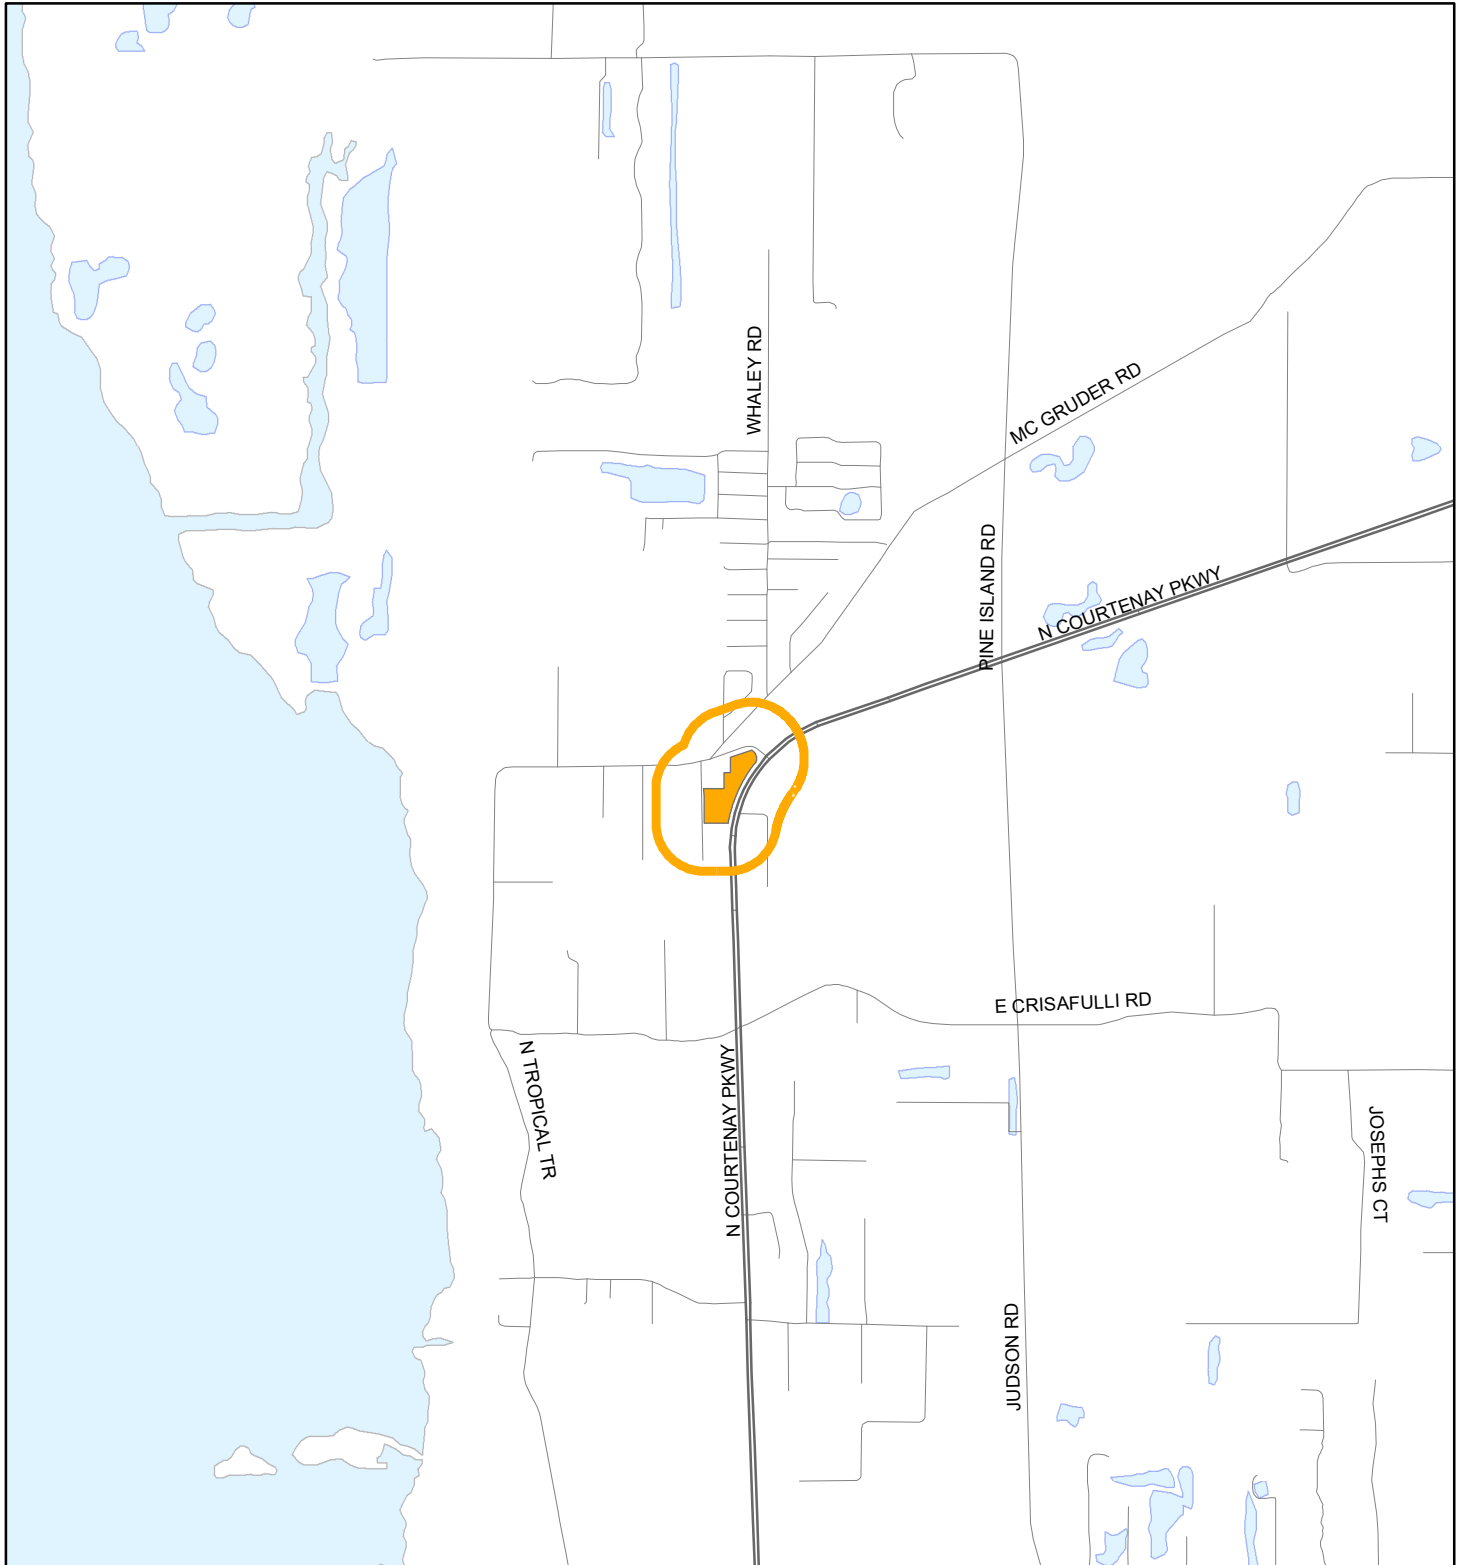 WHALEY RD
MC GRUDER RD
PINE ISLAND RD
N COURTENAY PKWY
E CRISAFULLI RD
N TROPICAL TR
N COURTENAY PKWY
JOSEPHS CT
JUDSON RD